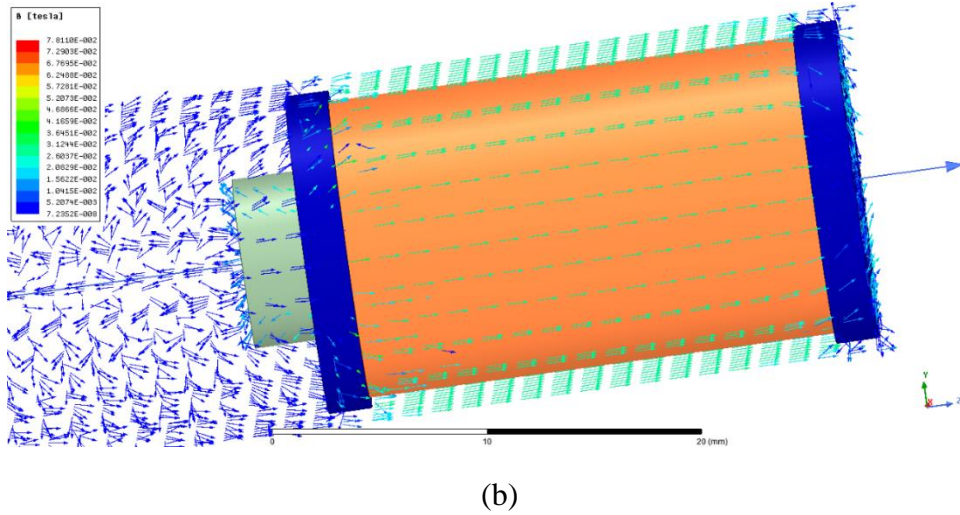 B [tesla]
7.8110E-002
7.2903E-002
6.7695E-002
6.2488E-002
5.7281E-002
5.2073E-002
4.6866E-002
4.1659E-002
3.6451E-002
3.1244E-002
2.6037E-002
2.0829E-002
1.5622E-002
1.0415E-002
5.2074E-003
7.2352E-008
Y
X
Z
0
10
20 (mm)
(b)